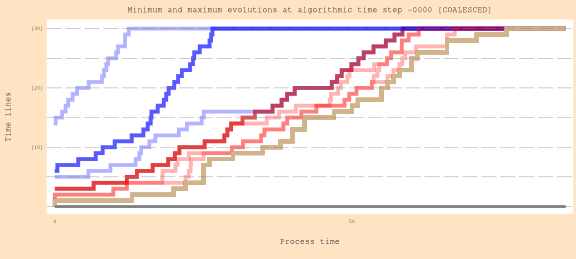 Minimum and maximum evolutions at algorithmic time step -0000 [COALESCED]
[30]
[20]
[10]
Time lines
0
50
Process time